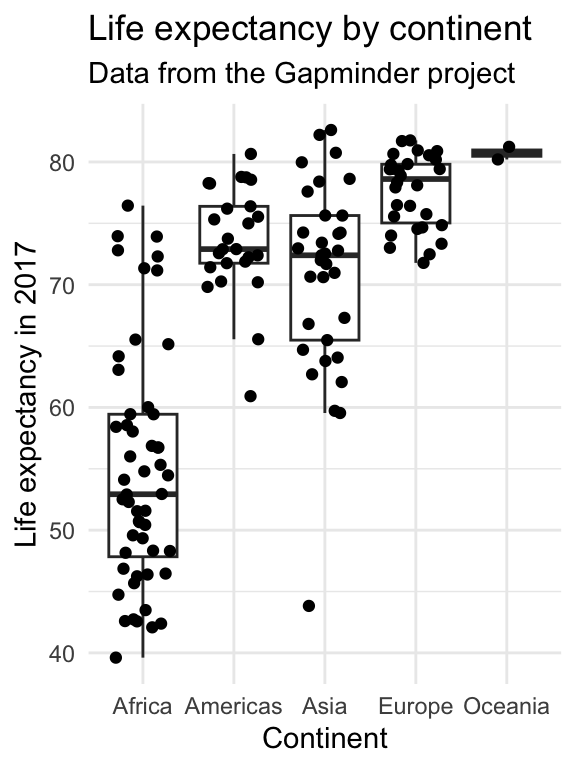 Life expectancy by continent
Data from the Gapminder project
Life expectancy in 2017
80
70
60
50
40
Africa Americas Asia Europe Oceania
Continent